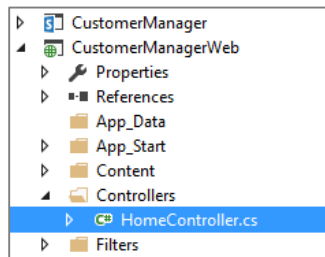 CustomerManager
CustomerManagerWeb
Properties
References
App_Data
App_Start
Content
Controllers
C# HomeController.cs
Filters